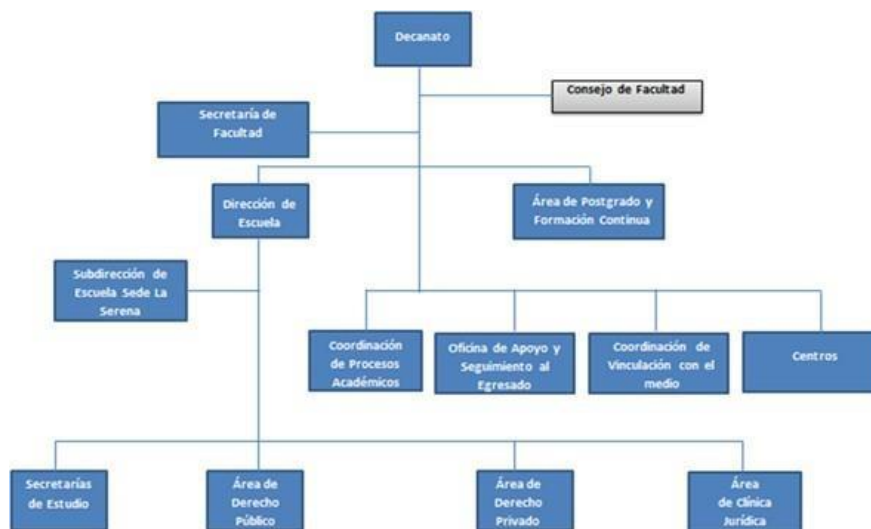 Decanato
Consejo de Facultad
Secretaría de
Facultad
Dirección de
Escuela
Área de Postgrado y
Formación Continua
Subdirección de
Escuela Sede La
Serena
Coordinación
de Procesos
Académicos
Oficina de Apoyo y
Seguimiento al
Egresado
Coordinación de
Vinculación con el
medio
Centros
Secretarías
de Estudio
Área de
Derecho
Público
Área de
Derecho
Privado
Área
de Clínica
Jurídica